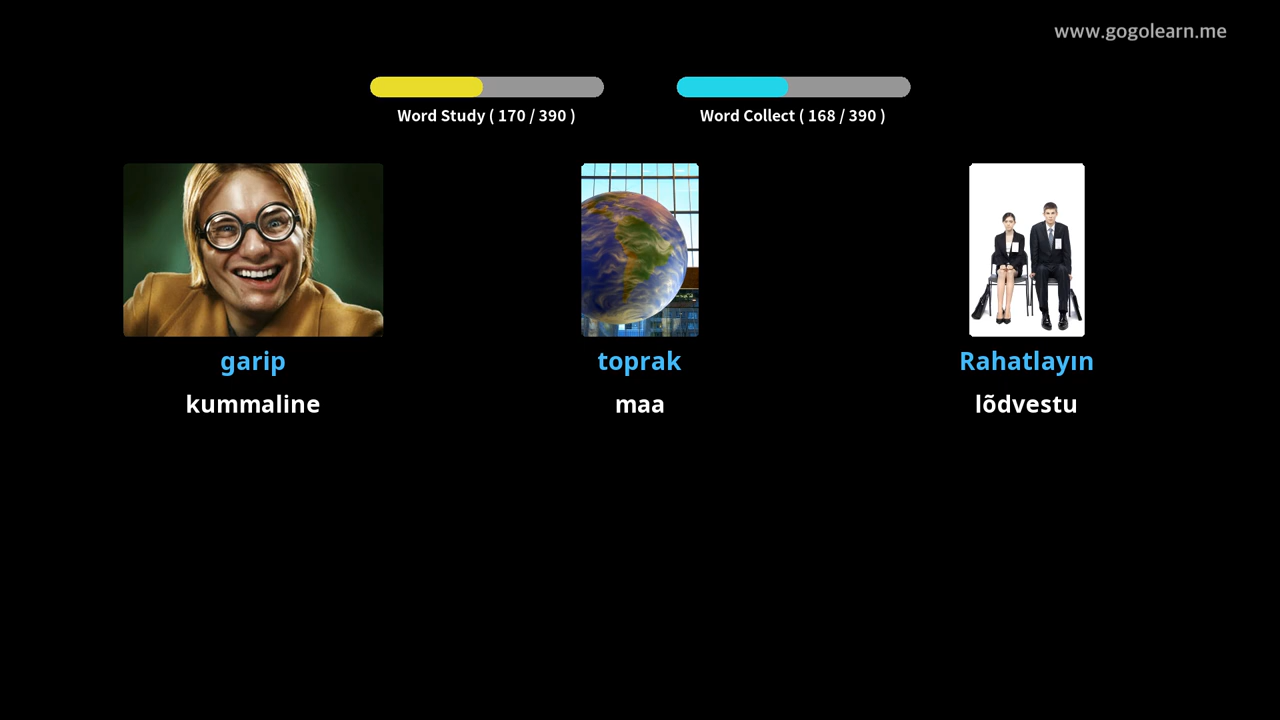 www.gogolearn.me
Word Study ( 170 / 390 )
Word Collect ( 168 / 390 )
garip
toprak
Rahatlayın
kummaline
maa
lõdvestu